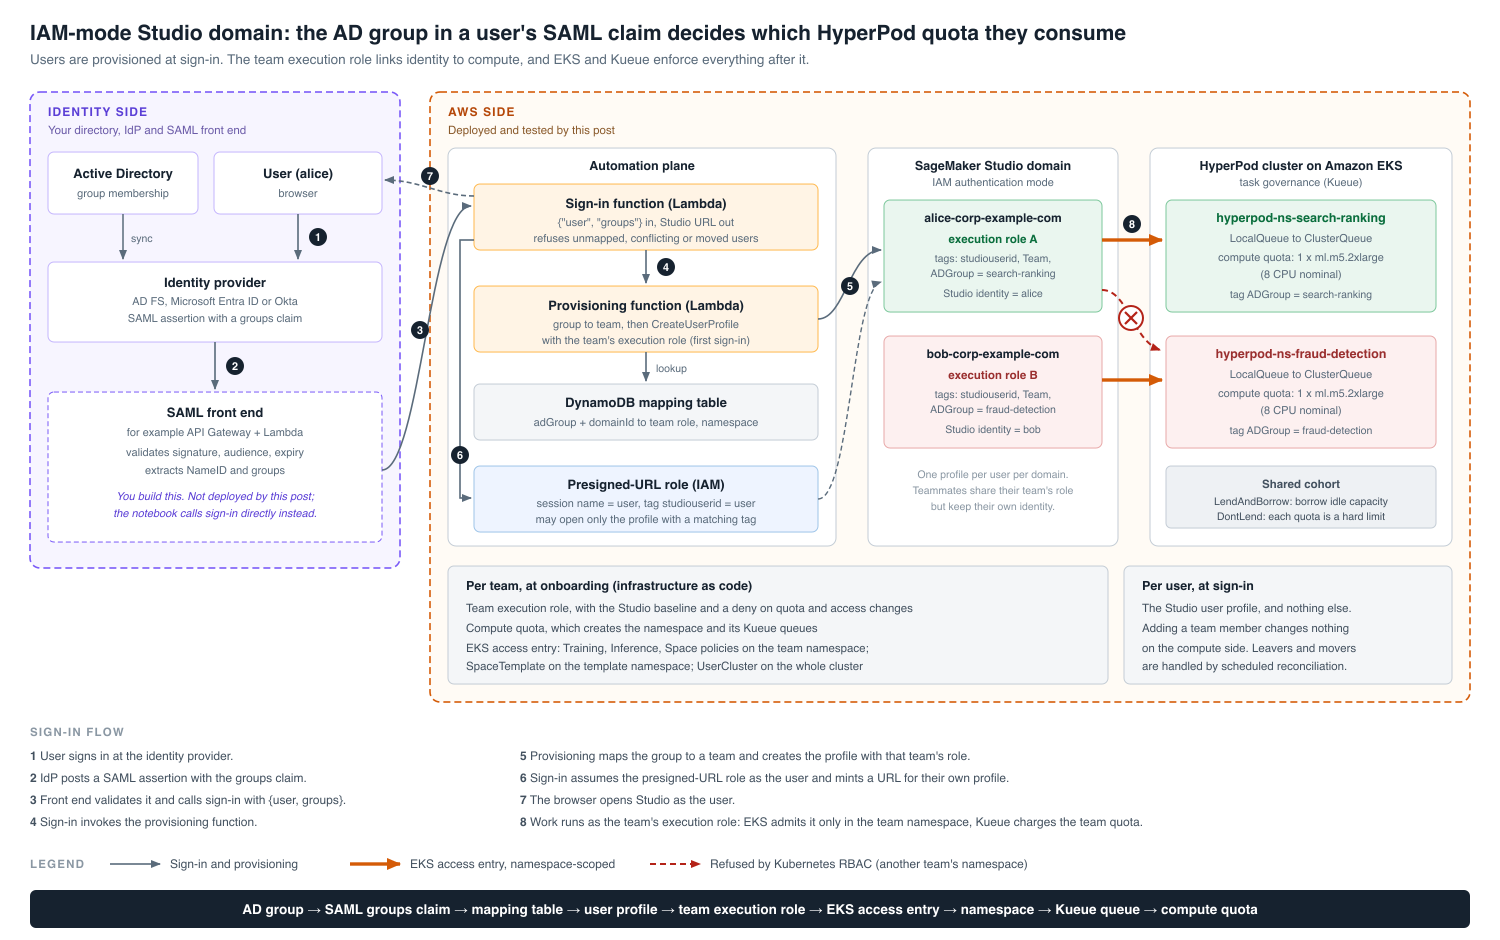 IAM-mode Studio domain: the AD group in a user's SAML claim decides which HyperPod quota they consume
Users are provisioned at sign-in. The team execution role links identity to compute, and EKS and Kueue enforce everything after it.
IDENTITY SIDE
Your directory, IdP and SAML front end
Active Directory
group membership
User (alice)
browser
sync
1
Identity provider
AD FS, Microsoft Entra ID or Okta
SAML assertion with a groups claim
2
SAML front end
for example API Gateway + Lambda
validates signature, audience, expiry
extracts NameID and groups
You build this. Not deployed by this post;
the notebook calls sign-in directly instead.
7
3
AWS SIDE
Deployed and tested by this post
Automation plane
Sign-in function (Lambda)
{"user", "groups"} in, Studio URL out
refuses unmapped, conflicting or moved users
4
Provisioning function (Lambda)
group to team, then CreateUserProfile
with the team's execution role (first sign-in)
lookup
DynamoDB mapping table
adGroup + domainId to team role, namespace
6
Presigned-URL role (IAM)
session name = user, tag studiouserid = user
may open only the profile with a matching tag
5
SageMaker Studio domain
IAM authentication mode
alice-corp-example-com
execution role A
tags: studiouserid, Team,
ADGroup = search-ranking
Studio identity = alice
bob-corp-example-com
execution role B
tags: studiouserid, Team,
ADGroup = fraud-detection
Studio identity = bob
One profile per user per domain.
Teammates share their team's role
but keep their own identity.
8
HyperPod cluster on Amazon EKS
task governance (Kueue)
hyperpod-ns-search-ranking
LocalQueue to ClusterQueue
compute quota: 1 x ml.m5.2xlarge
(8 CPU nominal)
tag ADGroup = search-ranking
hyperpod-ns-fraud-detection
LocalQueue to ClusterQueue
compute quota: 1 x ml.m5.2xlarge
(8 CPU nominal)
tag ADGroup = fraud-detection
Shared cohort
LendAndBorrow: borrow idle capacity
DontLend: each quota is a hard limit
Per team, at onboarding (infrastructure as code)
Team execution role, with the Studio baseline and a deny on quota and access changes
Compute quota, which creates the namespace and its Kueue queues
EKS access entry: Training, Inference, Space policies on the team namespace;
SpaceTemplate on the template namespace; UserCluster on the whole cluster
Per user, at sign-in
The Studio user profile, and nothing else.
Adding a team member changes nothing
on the compute side. Leavers and movers
are handled by scheduled reconciliation.
SIGN-IN FLOW
1 User signs in at the identity provider.
2 IdP posts a SAML assertion with the groups claim.
3 Front end validates it and calls sign-in with {user, groups}.
4 Sign-in invokes the provisioning function.
5 Provisioning maps the group to a team and creates the profile with that team's role.
6 Sign-in assumes the presigned-URL role as the user and mints a URL for their own profile.
7 The browser opens Studio as the user.
8 Work runs as the team's execution role: EKS admits it only in the team namespace, Kueue charges the team quota.
LEGEND
Sign-in and provisioning
EKS access entry, namespace-scoped
Refused by Kubernetes RBAC (another team's namespace)
AD group → SAML groups claim → mapping table → user profile → team execution role → EKS access entry → namespace → Kueue queue → compute quota